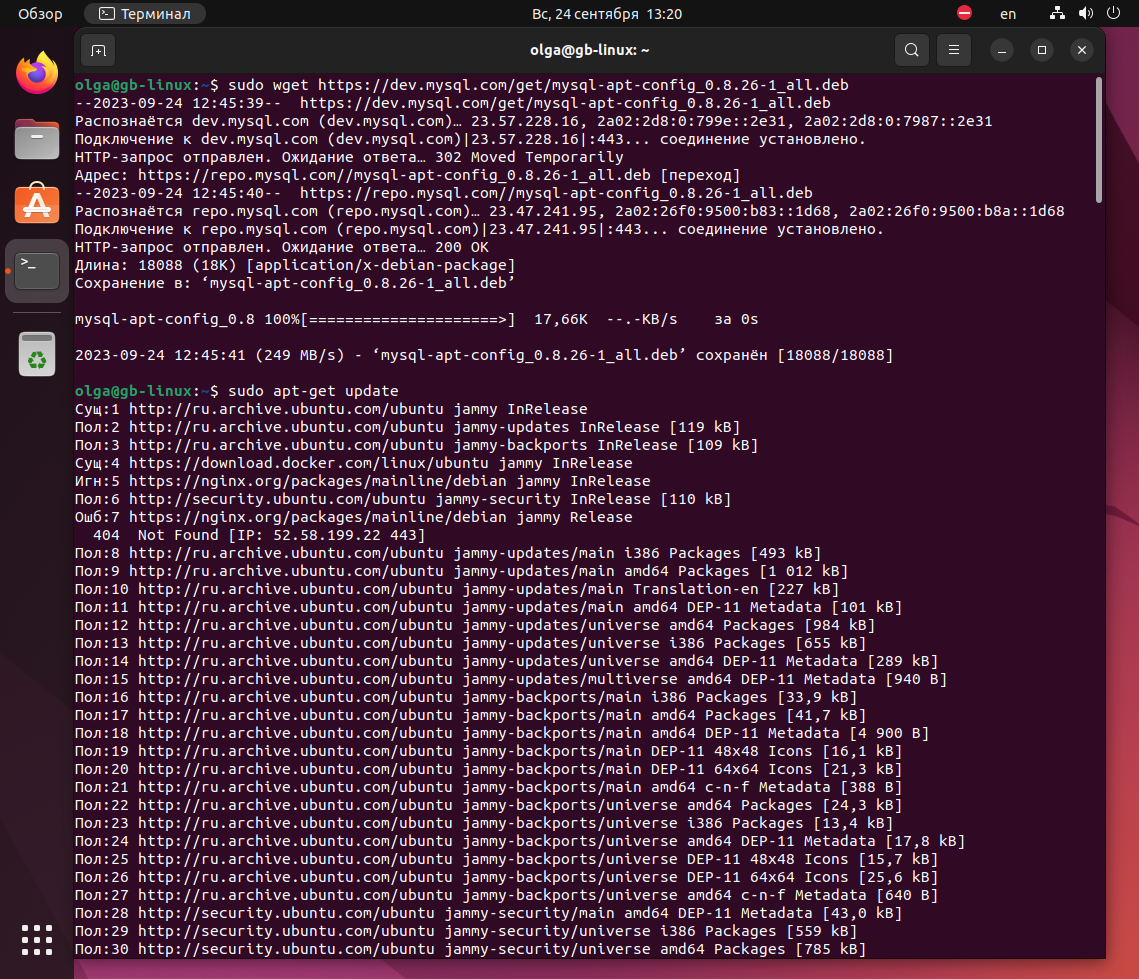 Обзор
Терминал
Вс, 24 сентября 13:20
en
olga@gb-linux: ~
olga@gb-linux:~$ sudo wget https://dev.mysql.com/get/mysql-apt-config_0.8.26-1_all.deb
--2023-09-24 12:45:39-- https://dev.mysql.com/get/mysql-apt-config_0.8.26-1_all.deb
Распознаётся dev.mysql.com (dev.mysql.com)… 23.57.228.16, 2a02:2d8:0:799e::2e31, 2a02:2d8:0:7987::2e31
Подключение к dev.mysql.com (dev.mysql.com)|23.57.228.16|:443... соединение установлено.
HTTP-запрос отправлен. Ожидание ответа… 302 Moved Temporarily
Адрес: https://repo.mysql.com//mysql-apt-config_0.8.26-1_all.deb [переход]
--2023-09-24 12:45:40-- https://repo.mysql.com//mysql-apt-config_0.8.26-1_all.deb
Распознаётся repo.mysql.com (repo.mysql.com)… 23.47.241.95, 2a02:26f0:9500:b83::1d68, 2a02:26f0:9500:b8a::1d68
Подключение к repo.mysql.com (repo.mysql.com)|23.47.241.95|:443... соединение установлено.
HTTP-запрос отправлен. Ожидание ответа… 200 OK
Длина: 18088 (18K) [application/x-debian-package]
Сохранение в: ‘mysql-apt-config_0.8.26-1_all.deb’
mysql-apt-config_0.8 100%[=====================>] 17,66K --.-KB/s за 0s
2023-09-24 12:45:41 (249 MB/s) - ‘mysql-apt-config_0.8.26-1_all.deb’ сохранён [18088/18088]
olga@gb-linux:~$ sudo apt-get update
Сущ:1 http://ru.archive.ubuntu.com/ubuntu jammy InRelease
Пол:2 http://ru.archive.ubuntu.com/ubuntu jammy-updates InRelease [119 kB]
Пол:3 http://ru.archive.ubuntu.com/ubuntu jammy-backports InRelease [109 kB]
Сущ:4 https://download.docker.com/linux/ubuntu jammy InRelease
Игн:5 https://nginx.org/packages/mainline/debian jammy InRelease
Пол:6 http://security.ubuntu.com/ubuntu jammy-security InRelease [110 kB]
Ошб:7 https://nginx.org/packages/mainline/debian jammy Release
404 Not Found [IP: 52.58.199.22 443]
Пол:8 http://ru.archive.ubuntu.com/ubuntu jammy-updates/main i386 Packages [493 kB]
Пол:9 http://ru.archive.ubuntu.com/ubuntu jammy-updates/main amd64 Packages [1 012 kB]
Пол:10 http://ru.archive.ubuntu.com/ubuntu jammy-updates/main Translation-en [227 kB]
Пол:11 http://ru.archive.ubuntu.com/ubuntu jammy-updates/main amd64 DEP-11 Metadata [101 kB]
Пол:12 http://ru.archive.ubuntu.com/ubuntu jammy-updates/universe amd64 Packages [984 kB]
Пол:13 http://ru.archive.ubuntu.com/ubuntu jammy-updates/universe i386 Packages [655 kB]
Пол:14 http://ru.archive.ubuntu.com/ubuntu jammy-updates/universe amd64 DEP-11 Metadata [289 kB]
Пол:15 http://ru.archive.ubuntu.com/ubuntu jammy-updates/multiverse amd64 DEP-11 Metadata [940 B]
Пол:16 http://ru.archive.ubuntu.com/ubuntu jammy-backports/main i386 Packages [33,9 kB]
Пол:17 http://ru.archive.ubuntu.com/ubuntu jammy-backports/main amd64 Packages [41,7 kB]
Пол:18 http://ru.archive.ubuntu.com/ubuntu jammy-backports/main amd64 DEP-11 Metadata [4 900 B]
Пол:19 http://ru.archive.ubuntu.com/ubuntu jammy-backports/main DEP-11 48x48 Icons [16,1 kB]
Пол:20 http://ru.archive.ubuntu.com/ubuntu jammy-backports/main DEP-11 64x64 Icons [21,3 kB]
Пол:21 http://ru.archive.ubuntu.com/ubuntu jammy-backports/main amd64 c-n-f Metadata [388 B]
Пол:22 http://ru.archive.ubuntu.com/ubuntu jammy-backports/universe amd64 Packages [24,3 kB]
Пол:23 http://ru.archive.ubuntu.com/ubuntu jammy-backports/universe i386 Packages [13,4 kB]
Пол:24 http://ru.archive.ubuntu.com/ubuntu jammy-backports/universe amd64 DEP-11 Metadata [17,8 kB]
Пол:25 http://ru.archive.ubuntu.com/ubuntu jammy-backports/universe DEP-11 48x48 Icons [15,7 kB]
Пол:26 http://ru.archive.ubuntu.com/ubuntu jammy-backports/universe DEP-11 64x64 Icons [25,6 kB]
Пол:27 http://ru.archive.ubuntu.com/ubuntu jammy-backports/universe amd64 c-n-f Metadata [640 B]
Пол:28 http://security.ubuntu.com/ubuntu jammy-security/main amd64 DEP-11 Metadata [43,0 kB]
Пол:29 http://security.ubuntu.com/ubuntu jammy-security/universe i386 Packages [559 kB]
Пол:30 http://security.ubuntu.com/ubuntu jammy-security/universe amd64 Packages [785 kB]